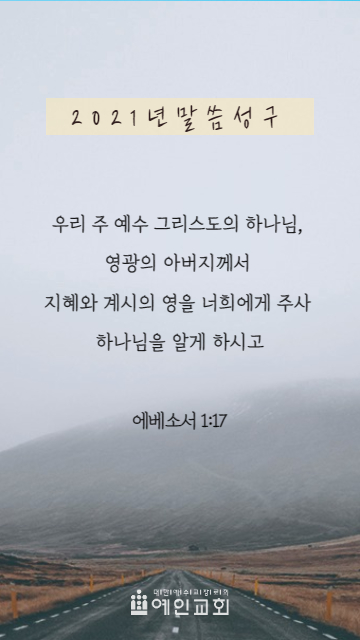 2021년말씀성구
우리 주 예수 그리스도의 하나님,
영광의 아버지께서
지혜와 계시의 영을 너희에게 주사
하나님을 알게 하시고
에베소서 1:17
예인교회